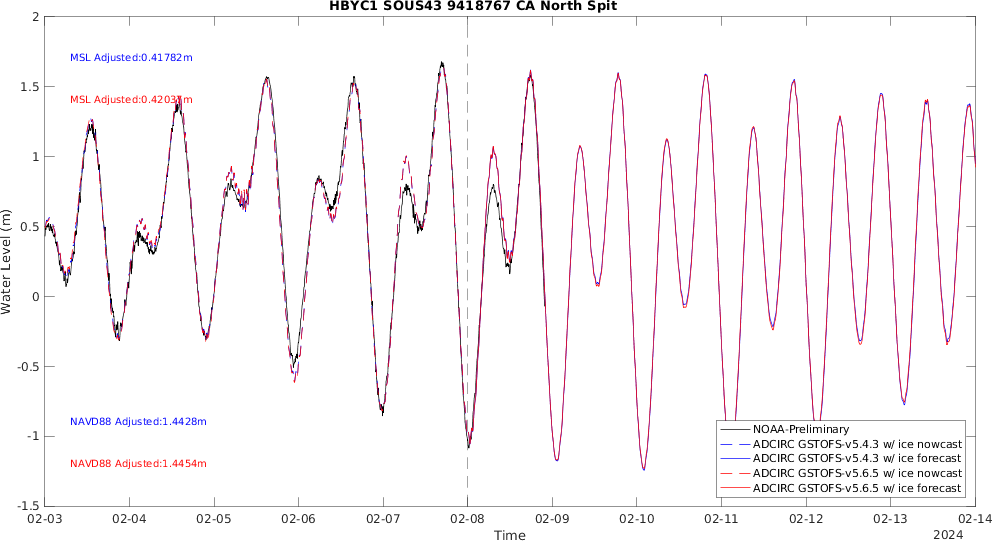 HBYC1 SOUS43 9418767 CA North Spit
2
1.5
1
0.5
0
-0.5
-1
-1.5
Water Level (m)
MSL Adjusted:0.41782m
MSL Adjusted:0.42037m
NAVD88 Adjusted:1.4428m
NAVD88 Adjusted:1.4454m
NOAA-Preliminary
ADCIRC GSTOFS-v5.4.3 w/ ice nowcast
ADCIRC GSTOFS-v5.4.3 w/ ice forecast
ADCIRC GSTOFS-v5.6.5 w/ ice nowcast
ADCIRC GSTOFS-v5.6.5 w/ ice forecast
02-03 02-04 02-05 02-06 02-07 02-08 02-09 02-10 02-11 02-12 02-13 02-14
Time
2024